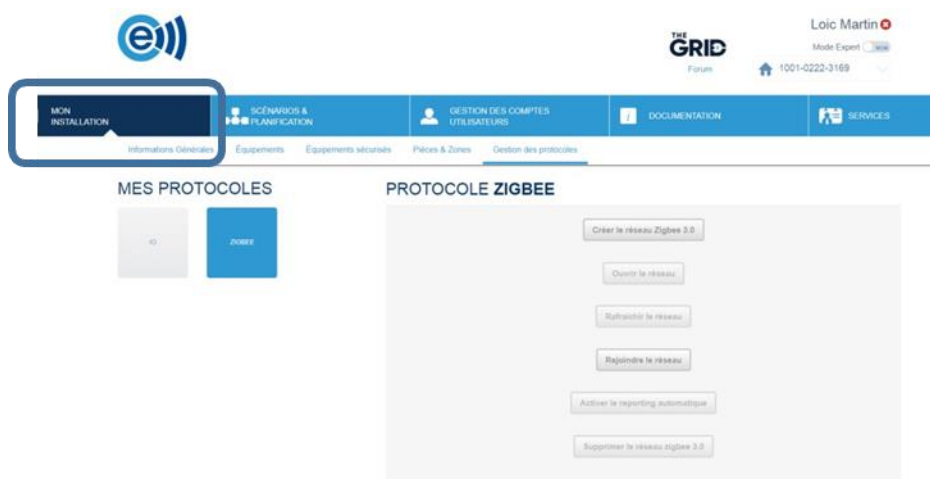 e
THE
GRID
Forum
Loic Martin
Mode Expert
1001-0222-3169
MON
INSTALLATION
SCÉNARIOS &
PLANIFICATION
GESTION DES COMPTES
UTILISATEURS
i DOCUMENTATION
SERVICES
Informations Générales Équipements Équipements sécurisés Pièces & Zones Gestion des protocoles
MES PROTOCOLES
PROTOCOLE ZIGBEE
IO
ZIGBEE
Créer le réseau Zigbee 3.0
Ouvrir le réseau
Rafraichir le réseau
Rejoindre le réseau
Activer le reporting automatique
Supprimer le réseau zigbee 3.0